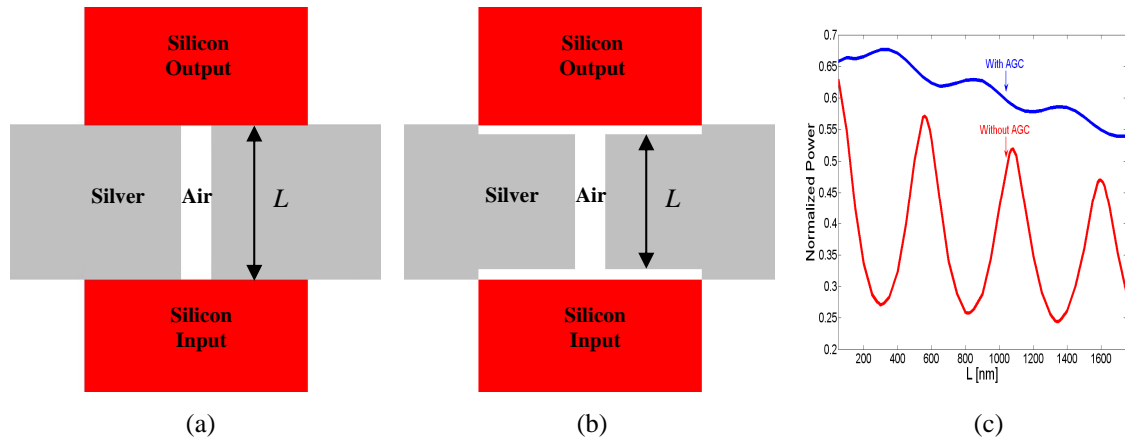 Silicon
Output
Silver
Air
L
Silicon
Input
(a)
Silicon
Output
Silver
Air
L
Silicon
Input
(b)
0.7
0.65
0.6
0.55
0.5
0.45
0.4
0.35
0.3
0.25
0.2
Normalized Power
With AGC
Without AGC
200 400 600 800 1000 1200 1400 1600
L [nm]
(c)